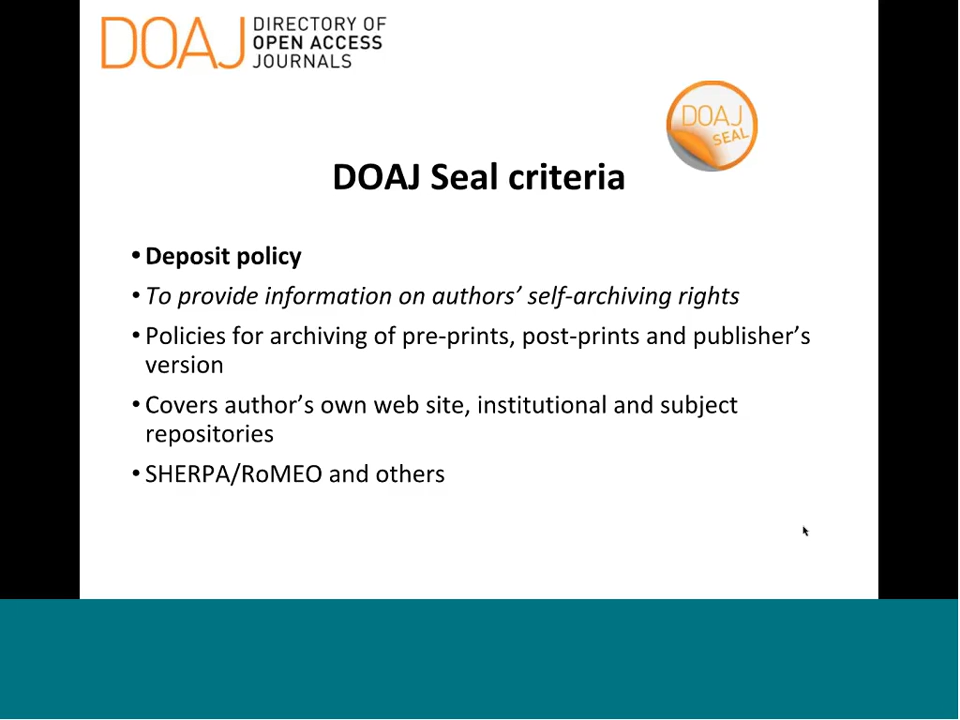 DOAJ DIRECTORY OF
OPEN ACCESS
JOURNALS
DOAJ
SEAL
DOAJ Seal criteria
• Deposit policy
• To provide information on authors’ self-archiving rights
• Policies for archiving of pre-prints, post-prints and publisher’s
version
• Covers author’s own web site, institutional and subject
repositories
• SHERPA/RoMEO and others